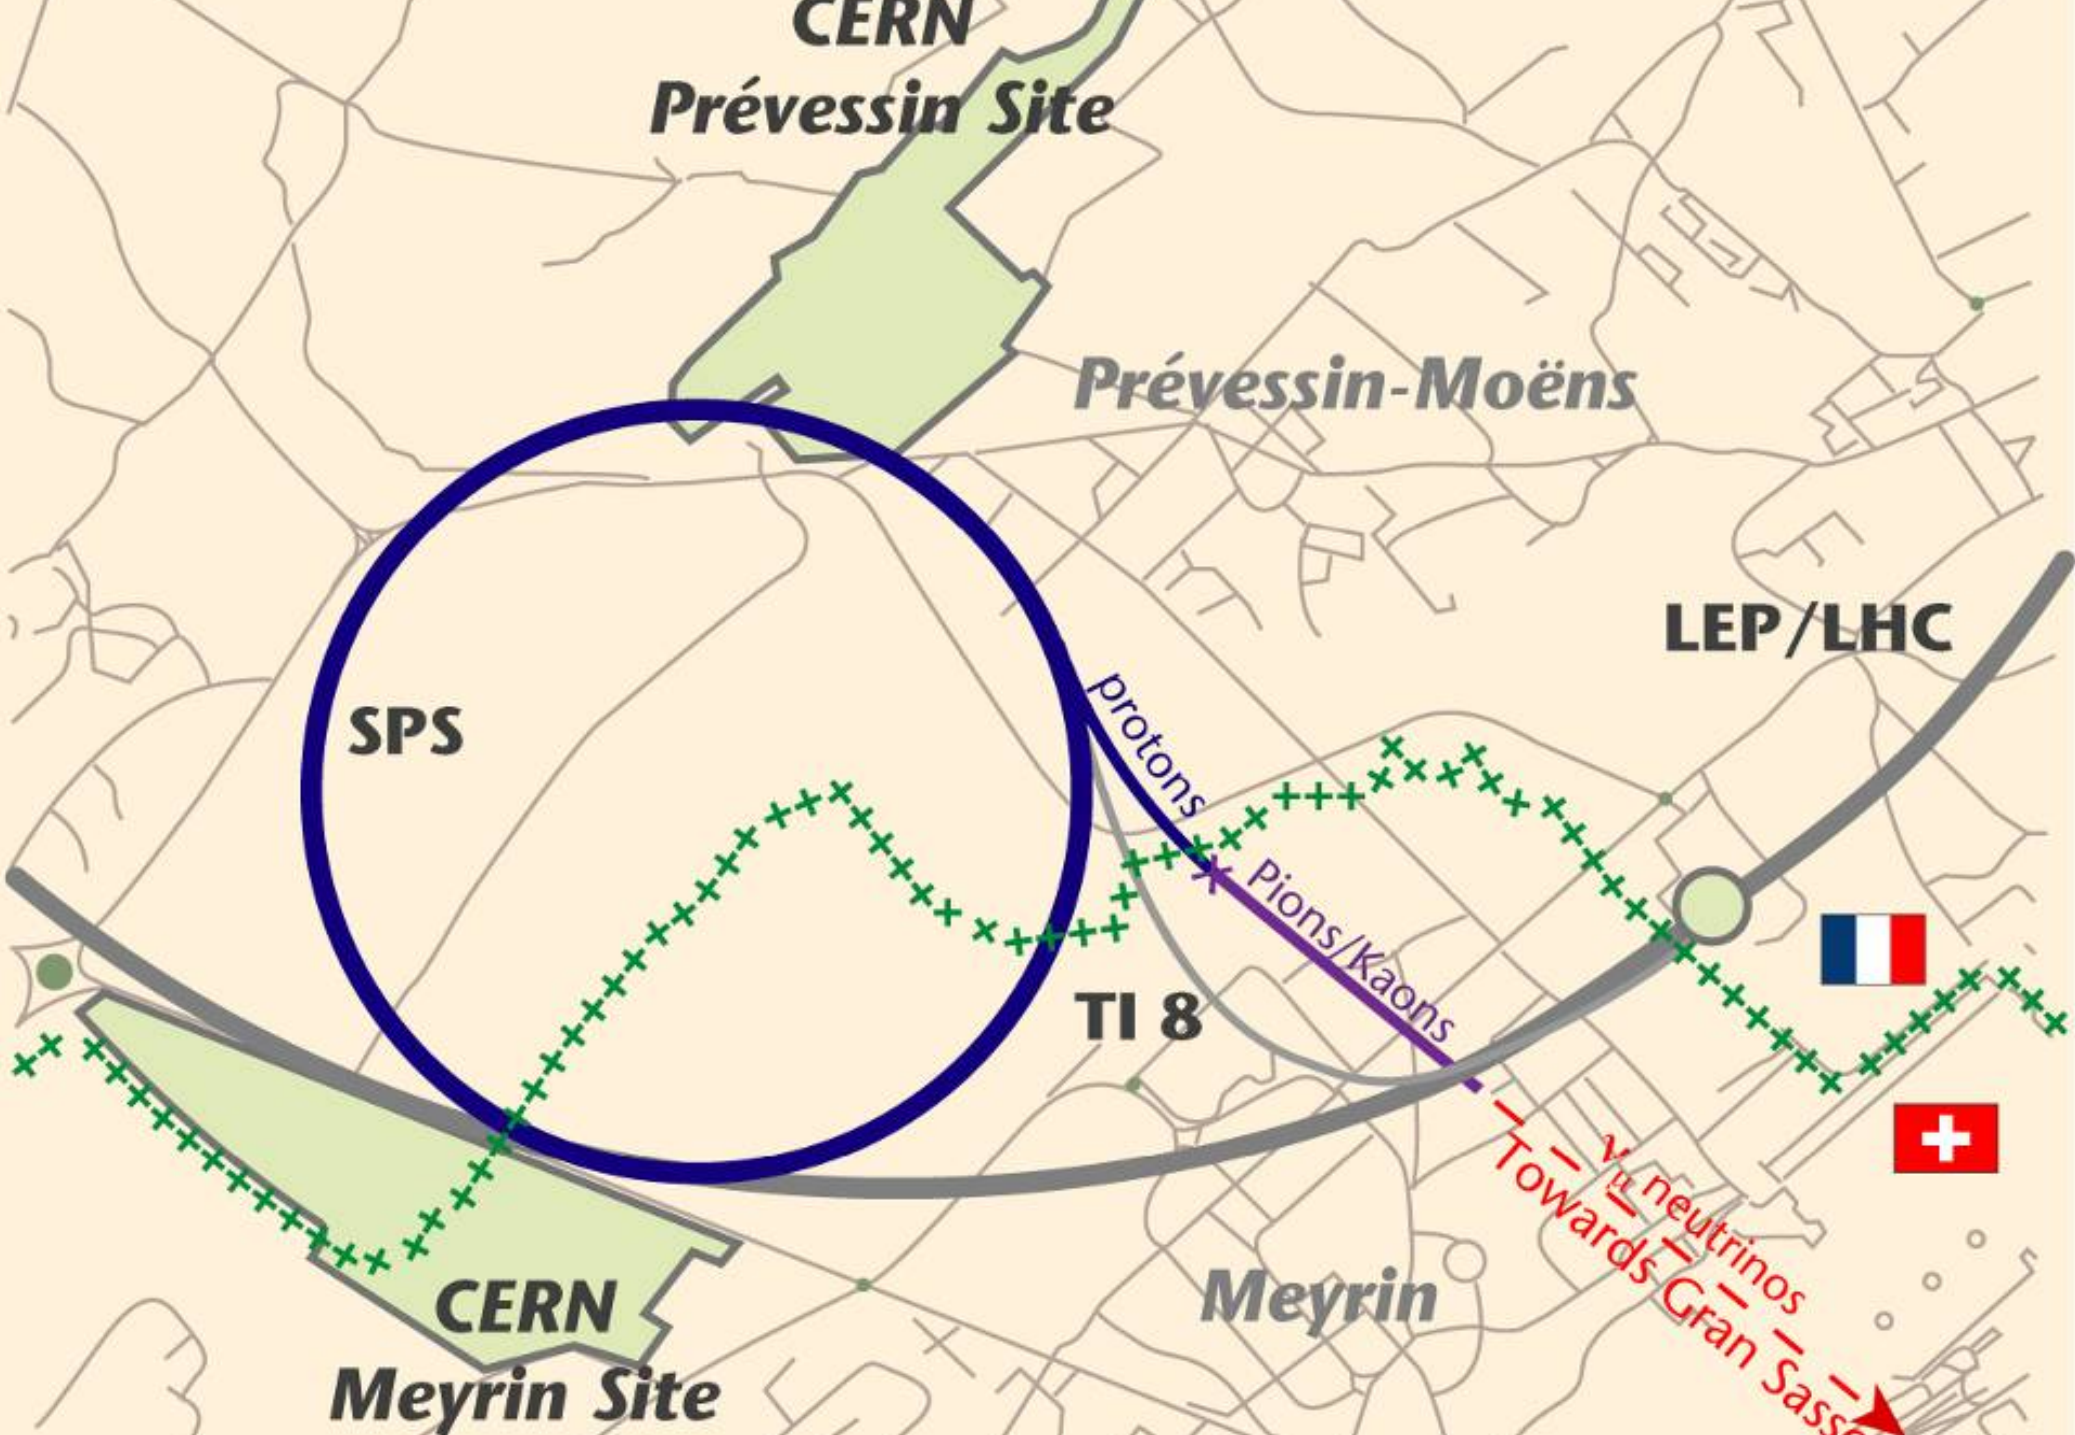 CERN
Prévessin Site
Prévessin-Moëns
LEP/LHC
SPS
protons
Pions/Kaons
TI 8
νμ neutrinos
Towards Gran Sasso
CERN
Meyrin Site
Meyrin